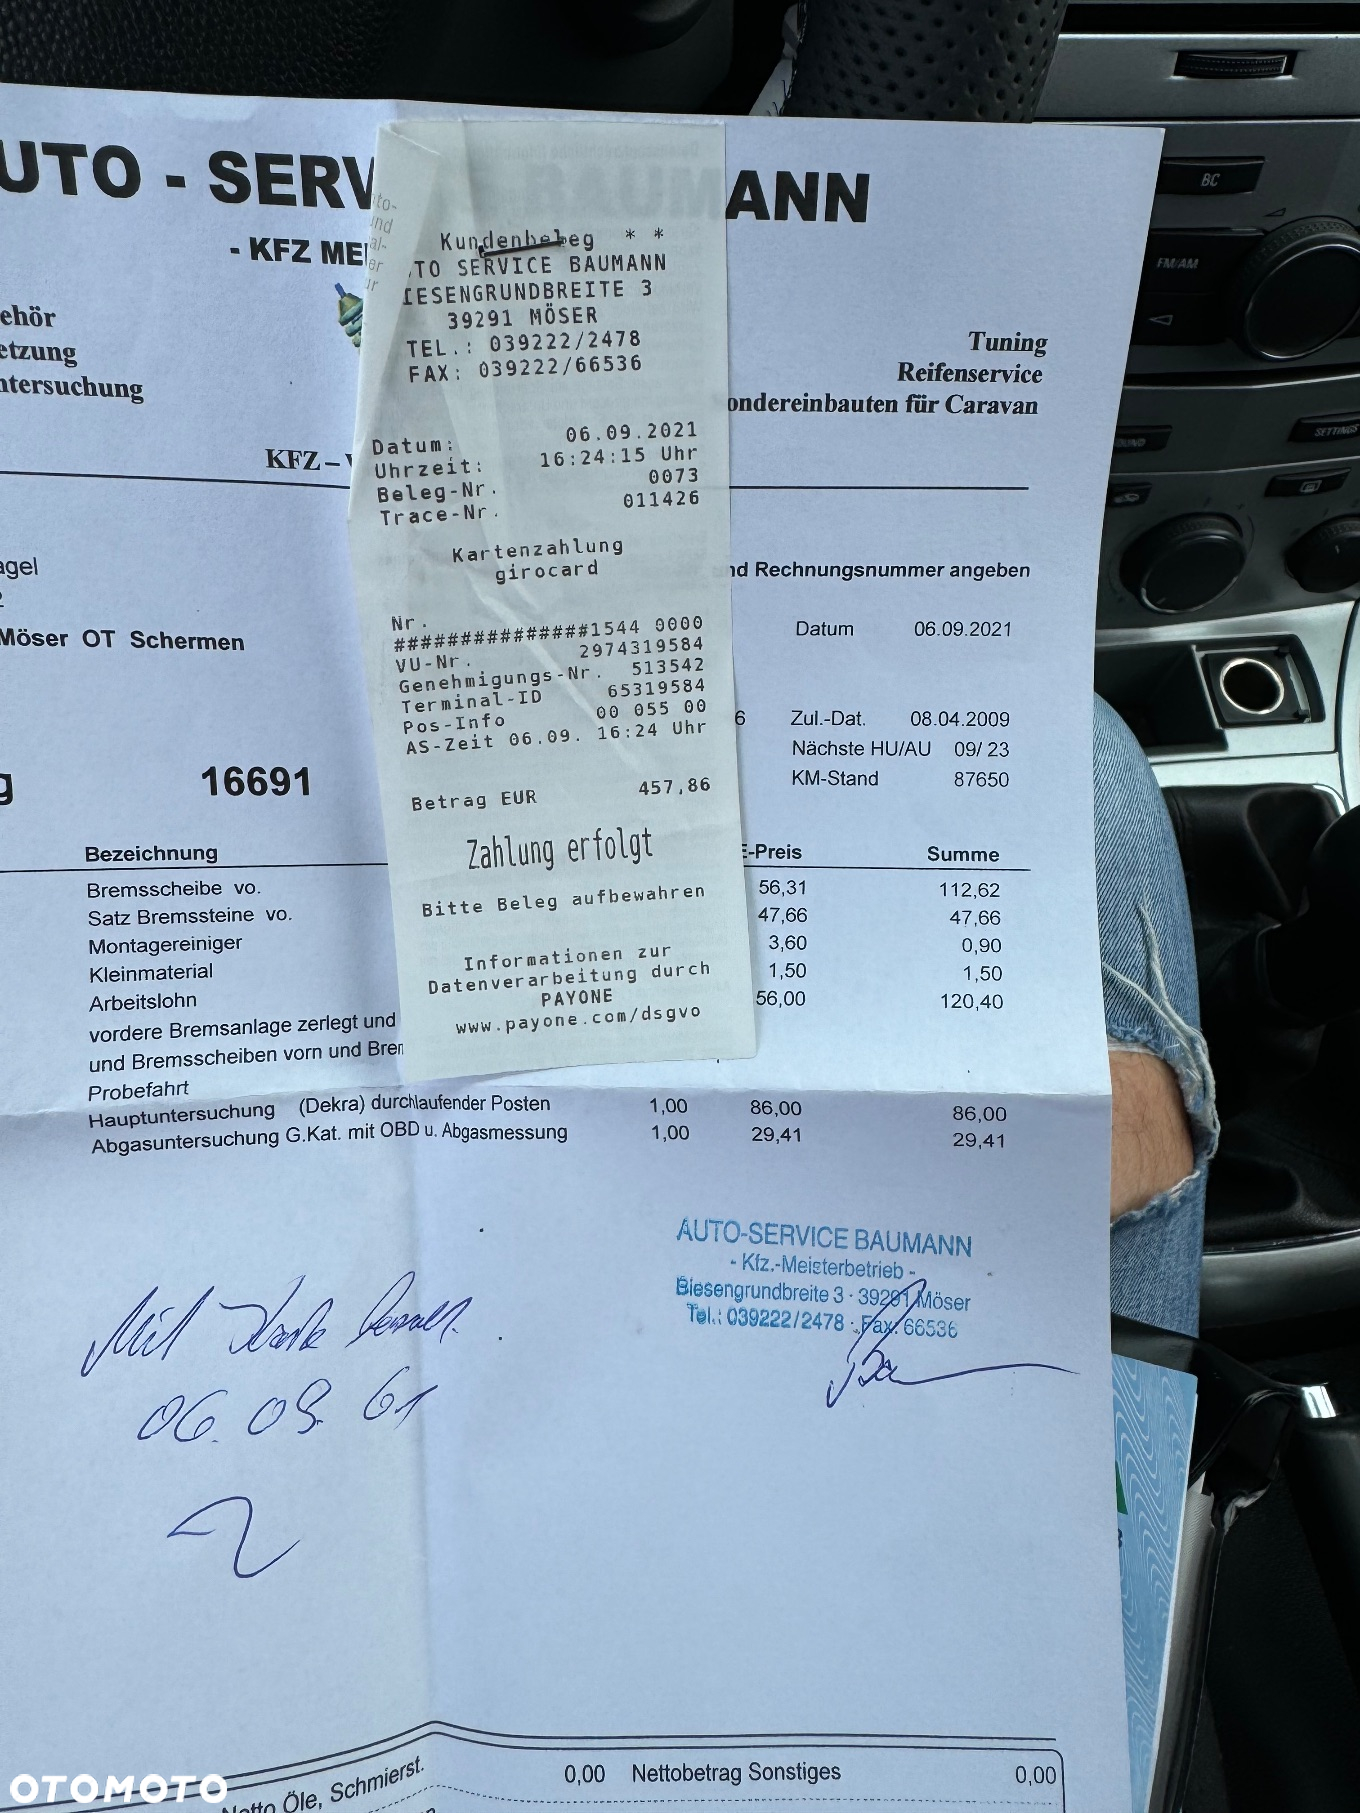 UTO - SERV ANN
- KFZ MEI
Kundenbeleg * *
TO SERVICE BAUMANN
IESENGRUNDBREITE 3
39291 MÖSER
TEL.: 039222/2478
FAX: 039222/66536
ehör
etzung
ntersuchung
Tuning
Reifenservice
ondereinbauten für Caravan
KFZ – V
Datum: 06.09.2021
Uhrzeit: 16:24:15 Uhr
Beleg-Nr. 0073
Trace-Nr. 011426
Kartenzahlung
girocard
Nr.
###############1544 0000
VU-Nr. 2974319584
Genehmigungs-Nr. 513542
Terminal-ID 65319584
Pos-Info 00 055 00
AS-Zeit 06.09. 16:24 Uhr
Betrag EUR 457,86
Zahlung erfolgt
Bitte Beleg aufbewahren
Informationen zur
Datenverarbeitung durch
PAYONE
www.payone.com/dsgvo
agel
2
Möser OT Schermen
nd Rechnungsnummer angeben
Datum 06.09.2021
6 Zul.-Dat. 08.04.2009
Nächste HU/AU 09/ 23
KM-Stand 87650
g 16691
Bezeichnung E-Preis Summe
Bremsscheibe vo. 56,31 112,62
Satz Bremssteine vo. 47,66 47,66
Montagereiniger 3,60 0,90
Kleinmaterial 1,50 1,50
Arbeitslohn 56,00 120,40
vordere Bremsanlage zerlegt und
und Bremsscheiben vorn und Brem
Probefahrt
Hauptuntersuchung (Dekra) durchlaufender Posten 1,00 86,00 86,00
Abgasuntersuchung G.Kat. mit OBD u. Abgasmessung 1,00 29,41 29,41
AUTO-SERVICE BAUMANN
- Kfz.-Meisterbetrieb -
Biesengrundbreite 3 · 39291 Möser
Tel.: 039222/2478 · Fax: 66536
Mit
06.09.
Netto Öle, Schmierst. 0,00 Nettobetrag Sonstiges 0,00
BC
FM/AM
SETTINGS
OTOMOTO